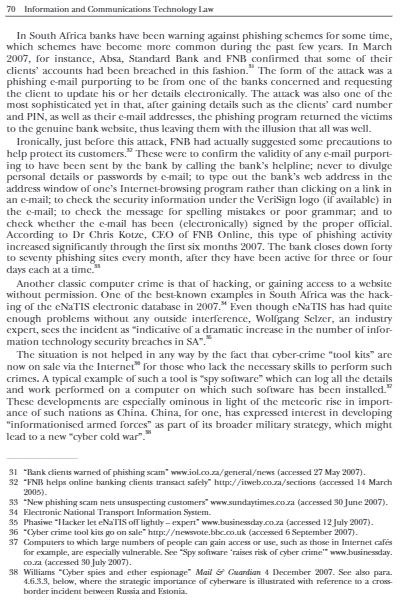 70 Information and Communications Technology Law
In South Africa banks have been warning against phishing schemes for some time,
which schemes have become more common during the past few years. In March
2007, for instance, Absa, Standard Bank and FNB confirmed that some of their
clients' accounts had been breached in this fashion.31 The form of the attack was a
phishing e-mail purporting to be from one of the banks concerned and requesting
the client to update his or her details electronically. The attack was also one of the
most sophisticated yet in that, after gaining details such as the clients' card number
and PIN, as well as their e-mail addresses, the phishing program returned the victims
to the genuine bank website, thus leaving them with the illusion that all was well.
Ironically, just before this attack, FNB had actually suggested some precautions to
help protect its customers.32 These were to confirm the validity of any e-mail purport-
ing to have been sent by the bank by calling the bank's helpline; never to divulge
personal details or passwords by e-mail; to type out the bank's web address in the
address window of one's Internet-browsing program rather than clicking on a link in
an e-mail; to check the security information under the VeriSign logo (if available) in
the e-mail; to check the message for spelling mistakes or poor grammar; and to
check whether the e-mail has been (electronically) signed by the proper official.
According to Dr Chris Kotze, CEO of FNB Online, this type of phishing activity
increased significantly through the first six months 2007. The bank closes down forty
to seventy phishing sites every month, after they have been active for three or four
days each at a time.33
Another classic computer crime is that of hacking, or gaining access to a website
without permission. One of the best-known examples in South Africa was the hack-
ing of the eNaTIS electronic database in 2007.34 Even though eNaTIS has had quite
enough problems without any outside interference, Wolfgang Selzer, an industry
expert, sees the incident as "indicative of a dramatic increase in the number of infor-
mation technology security breaches in SA".35
The situation is not helped in any way by the fact that cyber-crime "tool kits" are
now on sale via the Internet36 for those who lack the necessary skills to perform such
crimes. A typical example of such a tool is "spy software" which can log all the details
and work performed on a computer on which such software has been installed.37
These developments are especially ominous in light of the meteoric rise in import-
ance of such nations as China. China, for one, has expressed interest in developing
"informationised armed forces" as part of its broader military strategy, which might
lead to a new "cyber cold war".38
31 "Bank clients warned of phishing scam" www.iol.co.za/general/news (accessed 27 May 2007).
32 "FNB helps online banking clients transact safely" http://itweb.co.za/sections (accessed 14 March
2005).
33 "New phishing scam nets unsuspecting customers" www.sundaytimes.co.za (accessed 30 June 2007).
34 Electronic National Transport Information System.
35 Phasiwe "Hacker let eNaTIS off lightly – expert" www.businessday.co.za (accessed 12 July 2007).
36 "Cyber crime tool kits go on sale" http://newsvote.bbc.co.uk (accessed 6 September 2007).
37 Computers to which large numbers of people can gain access or use, such as those in Internet cafés
for example, are especially vulnerable. See "Spy software 'raises risk of cyber crime'" www.businessday.
co.za (accessed 30 July 2007).
38 Williams "Cyber spies and ether espionage" Mail & Guardian 4 December 2007. See also para.
4.6.3.3, below, where the strategic importance of cyberware is illustrated with reference to a cross-
border incident between Russia and Estonia.